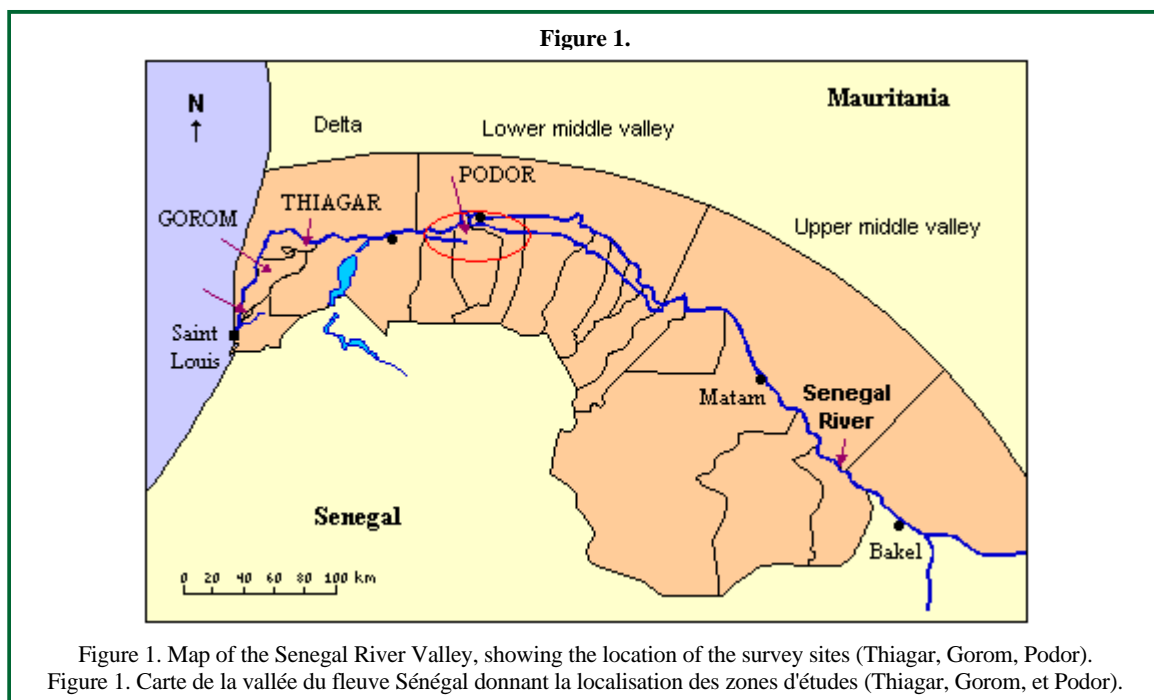 Figure 1.
Mauritania
N
Delta
Lower middle valley
PODOR
THIAGAR
GOROM
Upper middle valley
Saint
Louis
Matam
Senegal
River
Senegal
Bakel
0 20 40 60 80 100 km
Figure 1. Map of the Senegal River Valley, showing the location of the survey sites (Thiagar, Gorom, Podor).
Figure 1. Carte de la vallée du fleuve Sénégal donnant la localisation des zones d'études (Thiagar, Gorom, et Podor).